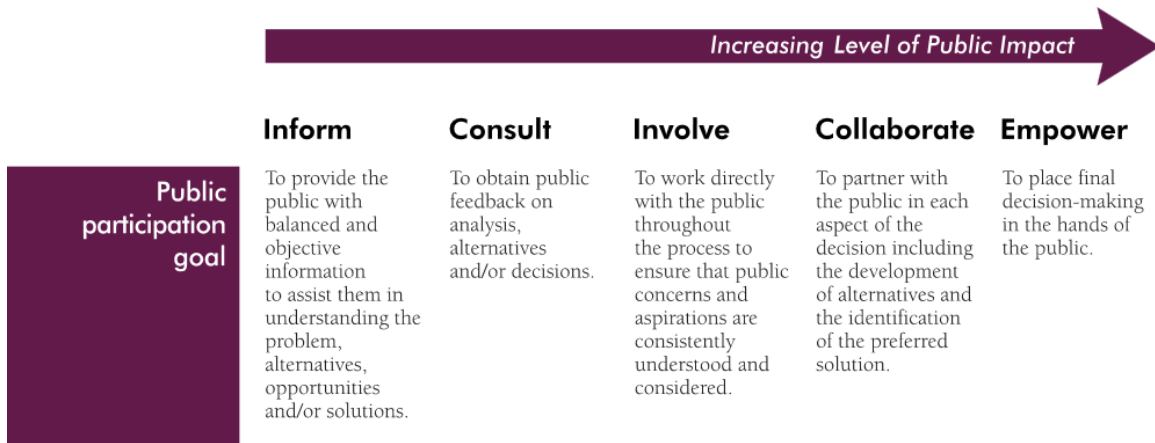 Increasing Level of Public Impact
Inform
Consult
Involve
Collaborate
Empower
Public
participation
goal
To provide the
public with
balanced and
objective
information
to assist them in
understanding the
problem,
alternatives,
opportunities
and/or solutions.
To obtain public
feedback on
analysis,
alternatives
and/or decisions.
To work directly
with the public
throughout
the process to
ensure that public
concerns and
aspirations are
consistently
understood and
considered.
To partner with
the public in each
aspect of the
decision including
the development
of alternatives and
the identification
of the preferred
solution.
To place final
decision-making
in the hands of
the public.